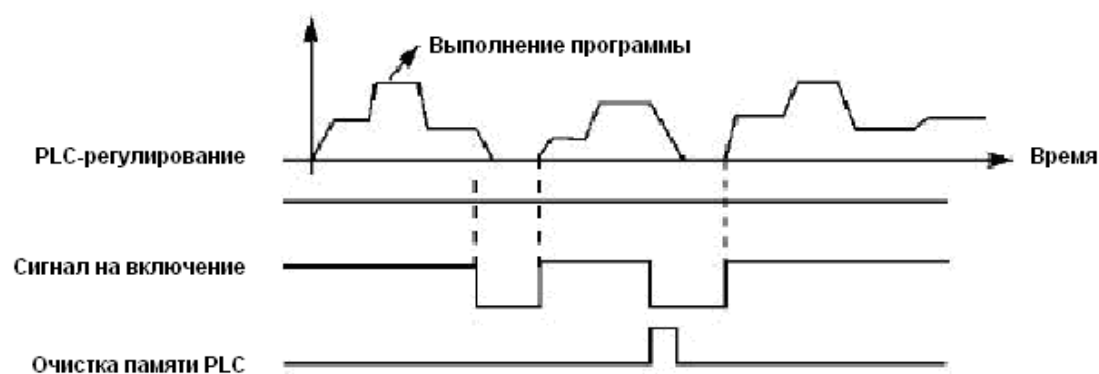 Выполнение программы
PLC-регулирование
Время
Сигнал на включение
Очистка памяти PLC